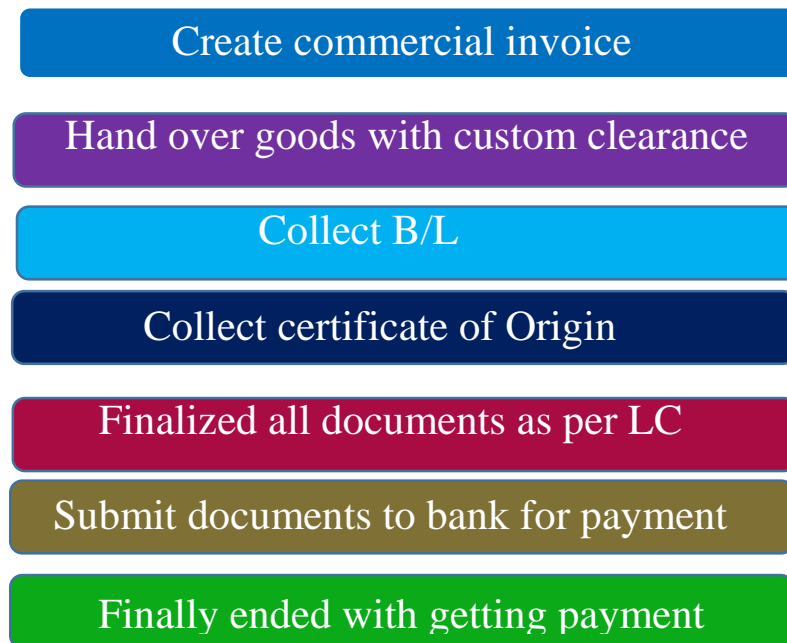 Create commercial invoice
Hand over goods with custom clearance
Collect B/L
Collect certificate of Origin
Finalized all documents as per LC
Submit documents to bank for payment
Finally ended with getting payment